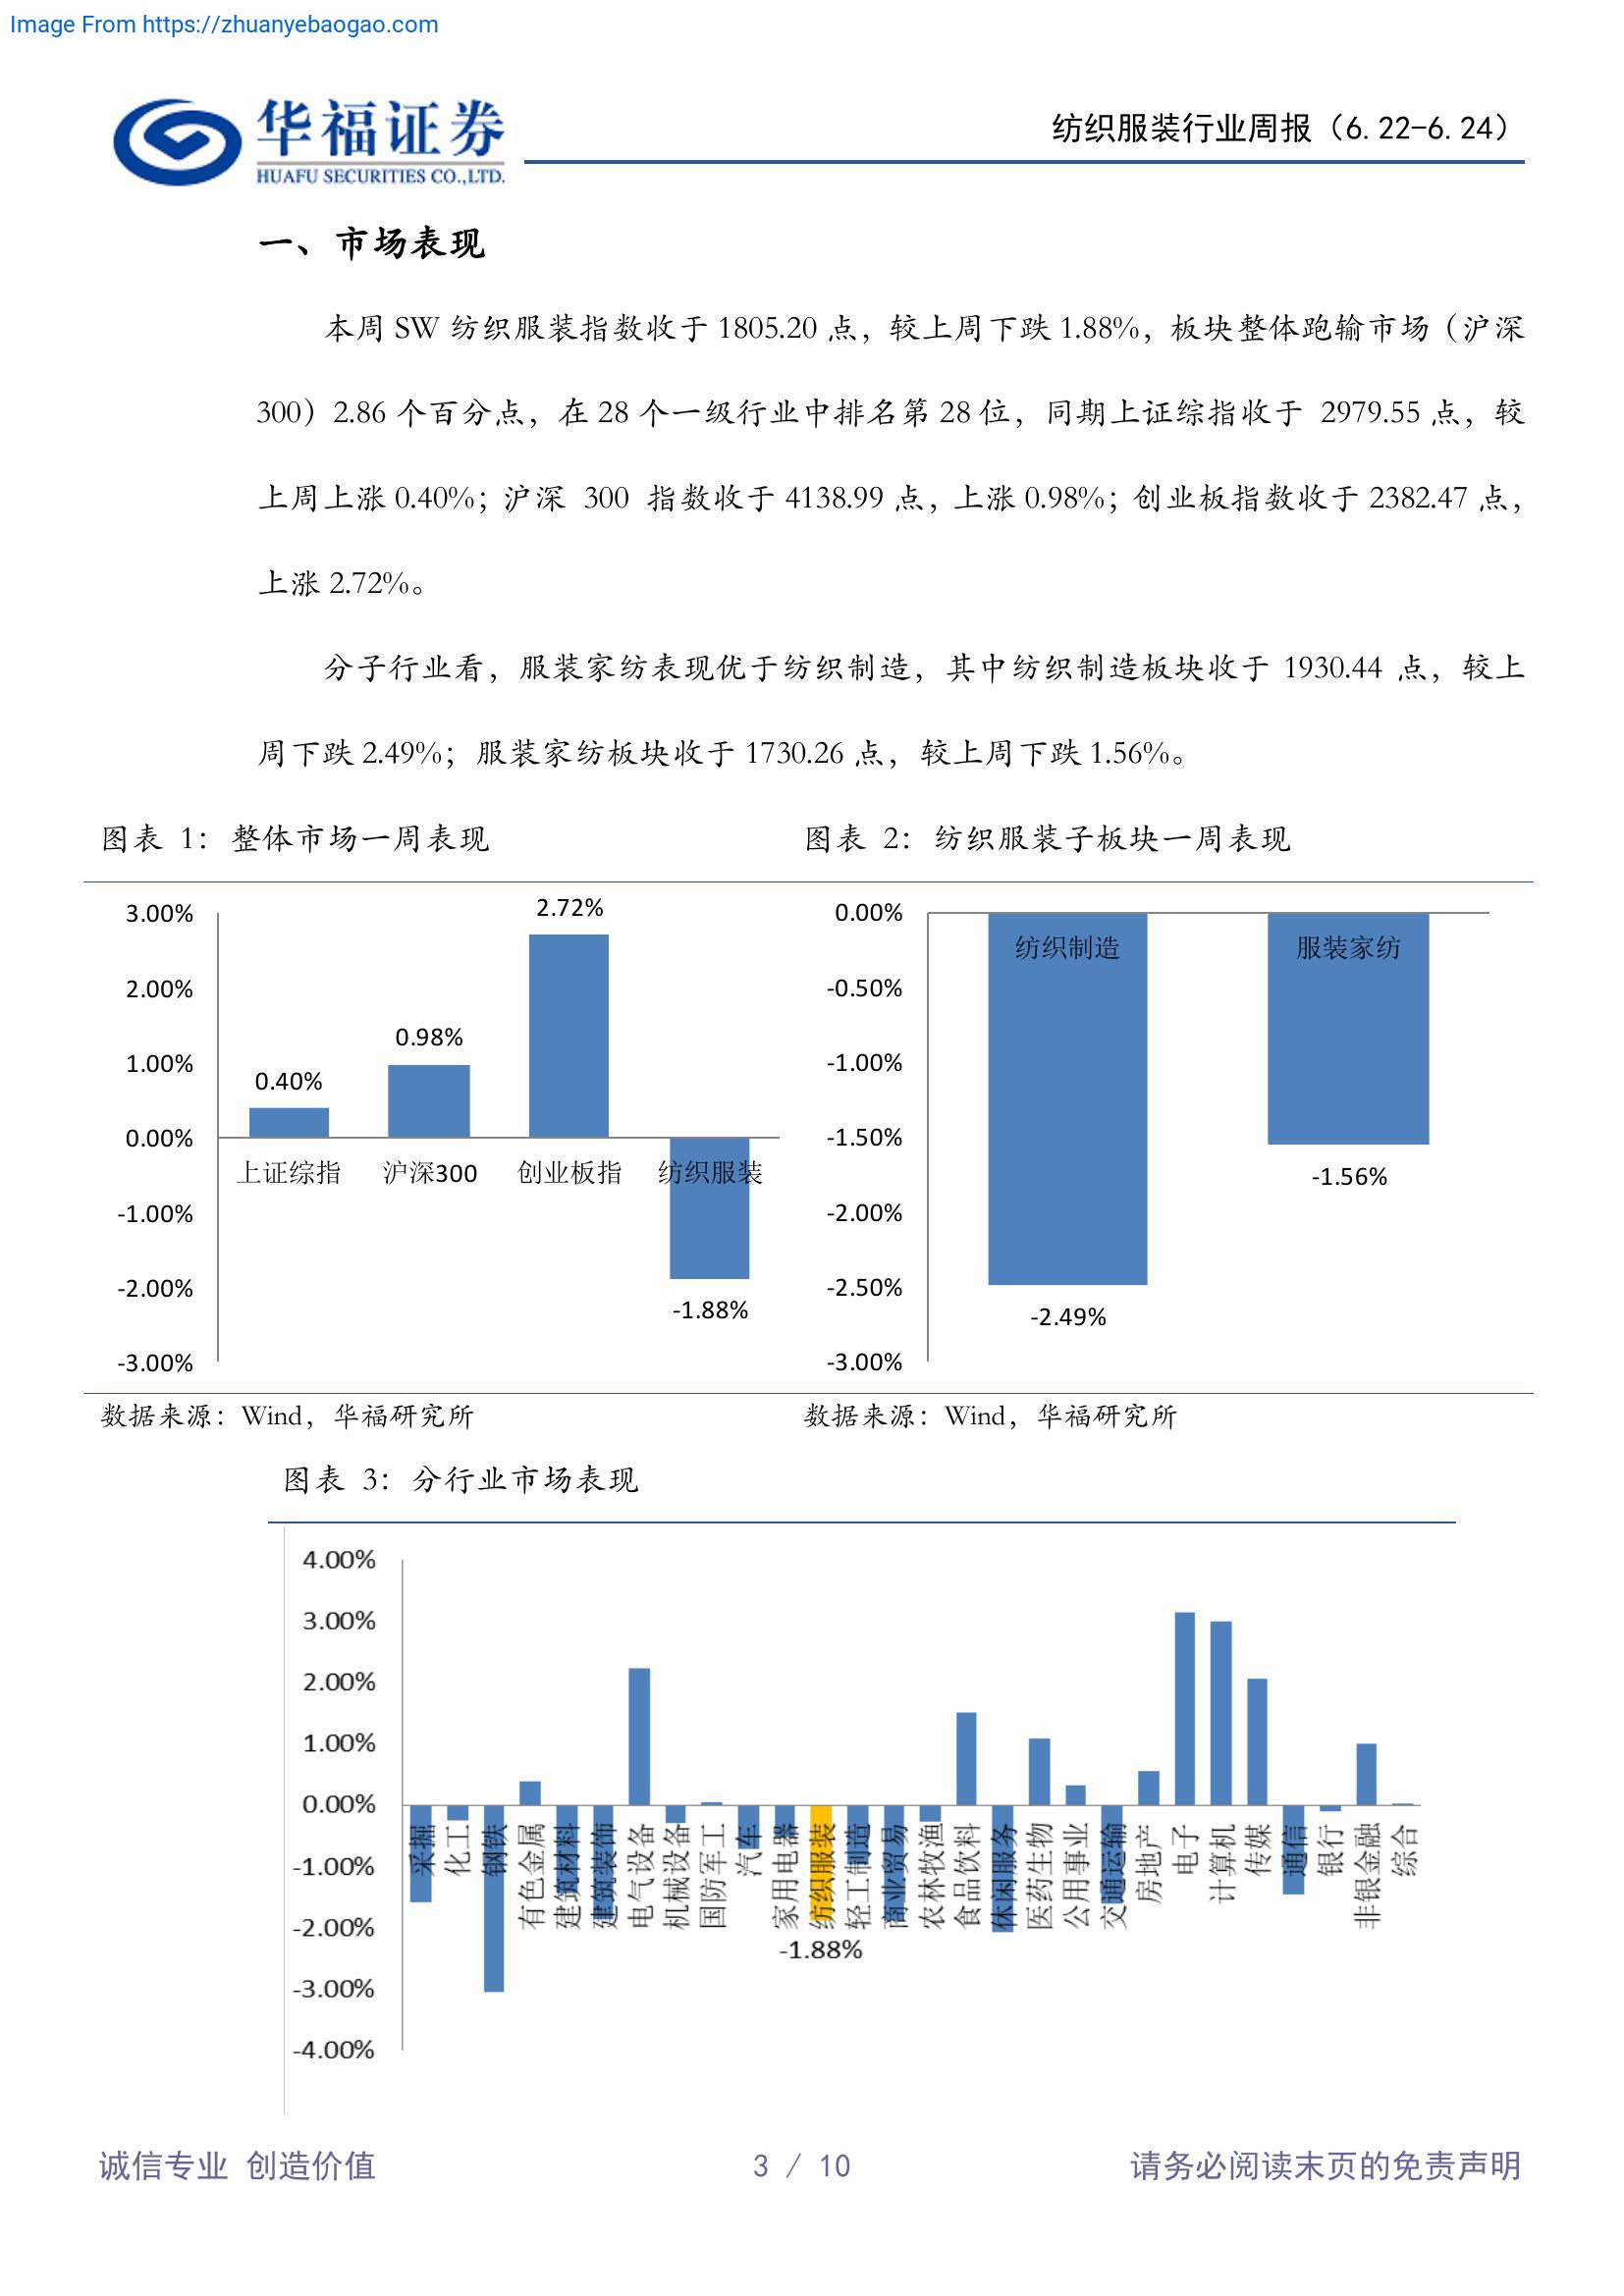 Image From https://zhuanyebaogao.com
华福证券
HUAFU SECURITIES CO.,LTD.
纺织服装行业周报（6.22-6.24）
一、市场表现
本周 SW 纺织服装指数收于 1805.20 点，较上周下跌 1.88%，板块整体跑输市场（沪深
300）2.86 个百分点，在 28 个一级行业中排名第 28 位，同期上证综指收于 2979.55 点，较
上周上涨 0.40%；沪深 300 指数收于 4138.99 点，上涨 0.98%；创业板指数收于 2382.47 点，
上涨 2.72%。
分子行业看，服装家纺表现优于纺织制造，其中纺织制造板块收于 1930.44 点，较上
周下跌 2.49%；服装家纺板块收于 1730.26 点，较上周下跌 1.56%。
图表 1：整体市场一周表现
3.00%
2.00%
1.00%
0.00%
-1.00%
-2.00%
-3.00%
0.40%
0.98%
2.72%
-1.88%
上证综指
沪深300
创业板指
纺织服装
数据来源：Wind，华福研究所
图表 2：纺织服装子板块一周表现
0.00%
-0.50%
-1.00%
-1.50%
-2.00%
-2.50%
-3.00%
纺织制造
服装家纺
-2.49%
-1.56%
数据来源：Wind，华福研究所
图表 3：分行业市场表现
4.00%
3.00%
2.00%
1.00%
0.00%
-1.00%
-2.00%
-3.00%
-4.00%
采掘
化工
钢铁
有色金属
建筑材料
建筑装饰
电气设备
机械设备
国防军工
汽车
家用电器
纺织服装
轻工制造
商业贸易
农林牧渔
食品饮料
休闲服务
医药生物
公用事业
交通运输
房地产
电子
计算机
传媒
通信
银行
非银金融
综合
-1.88%
诚信专业 创造价值
3 / 10
请务必阅读末页的免责声明